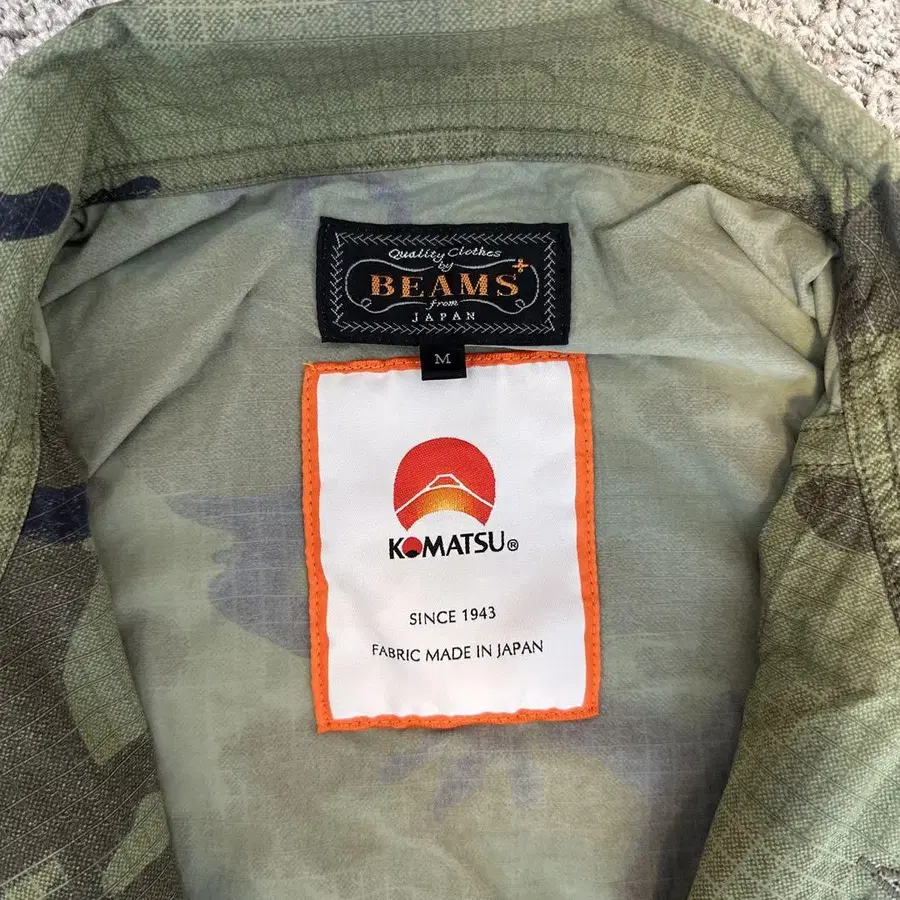 Quality Clothes
by
BEAMS+
from
JAPAN
M
KOMATSU®
SINCE 1943
FABRIC MADE IN JAPAN